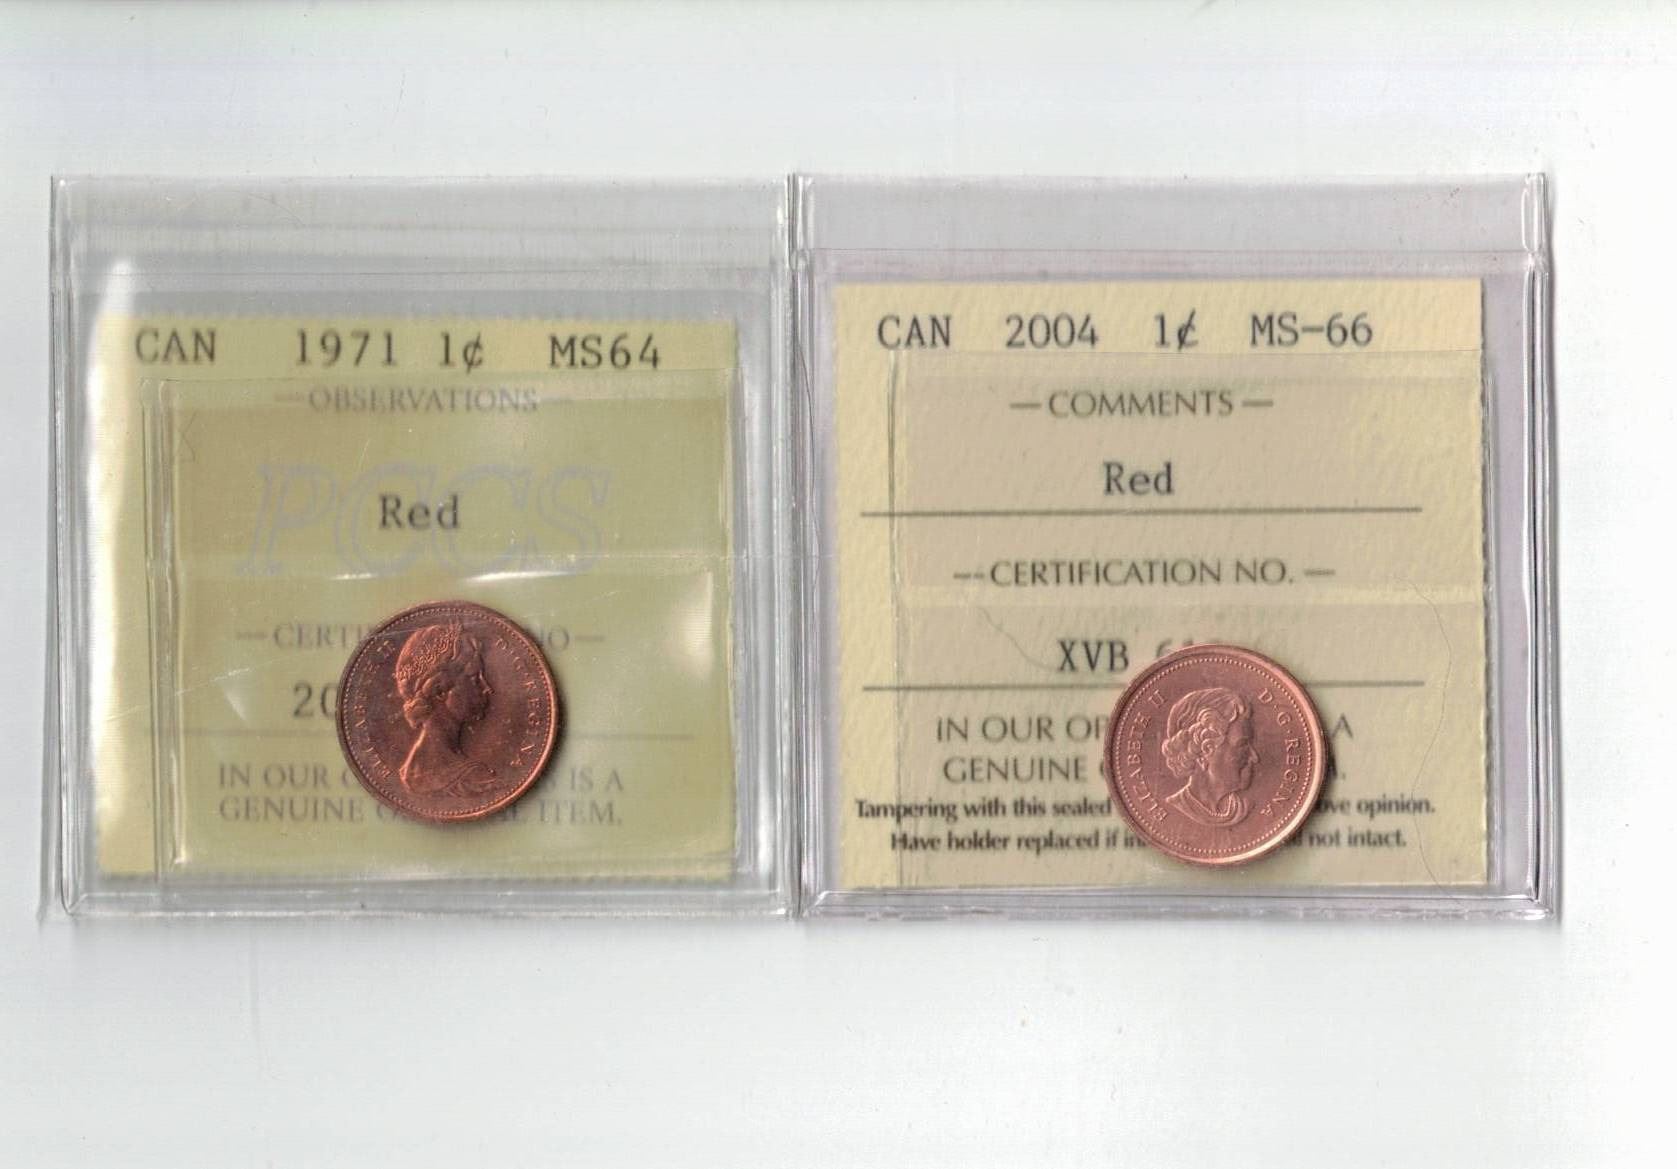 CAN 1971 1¢ MS64
—OBSERVATIONS—
PCCS
Red
20
IN OUR
IS A
GENUINE
ITEM.
ELIZABETH II D·G·REGINA
CAN 2004 1¢ MS-66
—COMMENTS—
Red
—CERTIFICATION NO.—
XVB
IN OUR
A
GENUINE
Tampering with this sealed
opinion.
Have holder replaced if
not intact.
ELIZABETH II D·G·REGINA